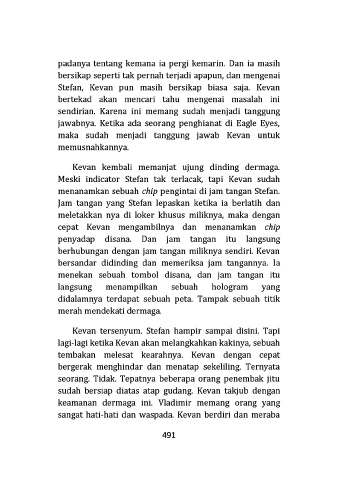 padanya tentang kemana ia pergi kemarin. Dan ia masih
bersikap seperti tak pernah terjadi apapun, dan mengenai
Stefan, Kevan pun masih bersikap biasa saja. Kevan
bertekad akan mencari tahu mengenai masalah ini
sendirian. Karena ini memang sudah menjadi tanggung
jawabnya. Ketika ada seorang penghianat di Eagle Eyes,
maka sudah menjadi tanggung jawab Kevan untuk
memusnahkannya.
Kevan kembali memanjat ujung dinding dermaga.
Meski indicator Stefan tak terlacak, tapi Kevan sudah
menanamkan sebuah chip pengintai di jam tangan Stefan.
Jam tangan yang Stefan lepaskan ketika ia berlatih dan
meletakkan nya di loker khusus miliknya, maka dengan
cepat Kevan mengambilnya dan menanamkan chip
penyadap disana. Dan jam tangan itu langsung
berhubungan dengan jam tangan miliknya sendiri. Kevan
bersandar didinding dan memeriksa jam tangannya. Ia
menekan sebuah tombol disana, dan jam tangan itu
langsung menampilkan sebuah hologram yang
didalamnya terdapat sebuah peta. Tampak sebuah titik
merah mendekati dermaga.
Kevan tersenyum. Stefan hampir sampai disini. Tapi
lagi-lagi ketika Kevan akan melangkahkan kakinya, sebuah
tembakan melesat kearahnya. Kevan dengan cepat
bergerak menghindar dan menatap sekeliling. Ternyata
seorang. Tidak. Tepatnya beberapa orang penembak jitu
sudah bersiap diatas atap gudang. Kevan takjub dengan
keamanan dermaga ini. Vladimir memang orang yang
sangat hati-hati dan waspada. Kevan berdiri dan meraba
491